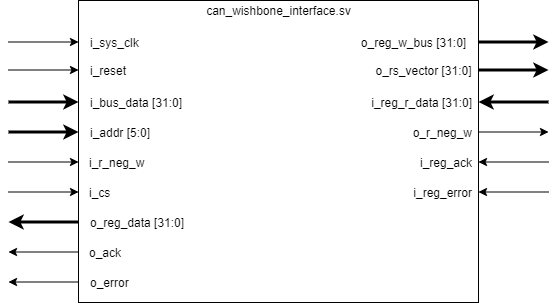 can_wishbone_interface.sv
i_sys_clk
i_reset
i_bus_data [31:0]
i_addr [5:0]
i_r_neg_w
i_cs
o_reg_data [31:0]
o_ack
o_error
o_reg_w_bus [31:0]
o_rs_vector [31:0]
i_reg_r_data [31:0]
o_r_neg_w
i_reg_ack
i_reg_error